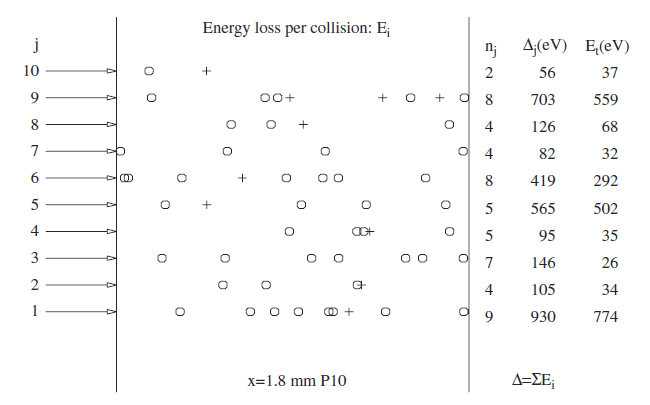 Energy loss per collision: Eᵢ
j nⱼ Δⱼ(eV) Eₜ(eV)
10 2 56 37
9 8 703 559
8 4 126 68
7 4 82 32
6 8 419 292
5 5 565 502
4 5 95 35
3 7 146 26
2 4 105 34
1 9 930 774
x=1.8 mm P10 Δ=ΣEᵢ